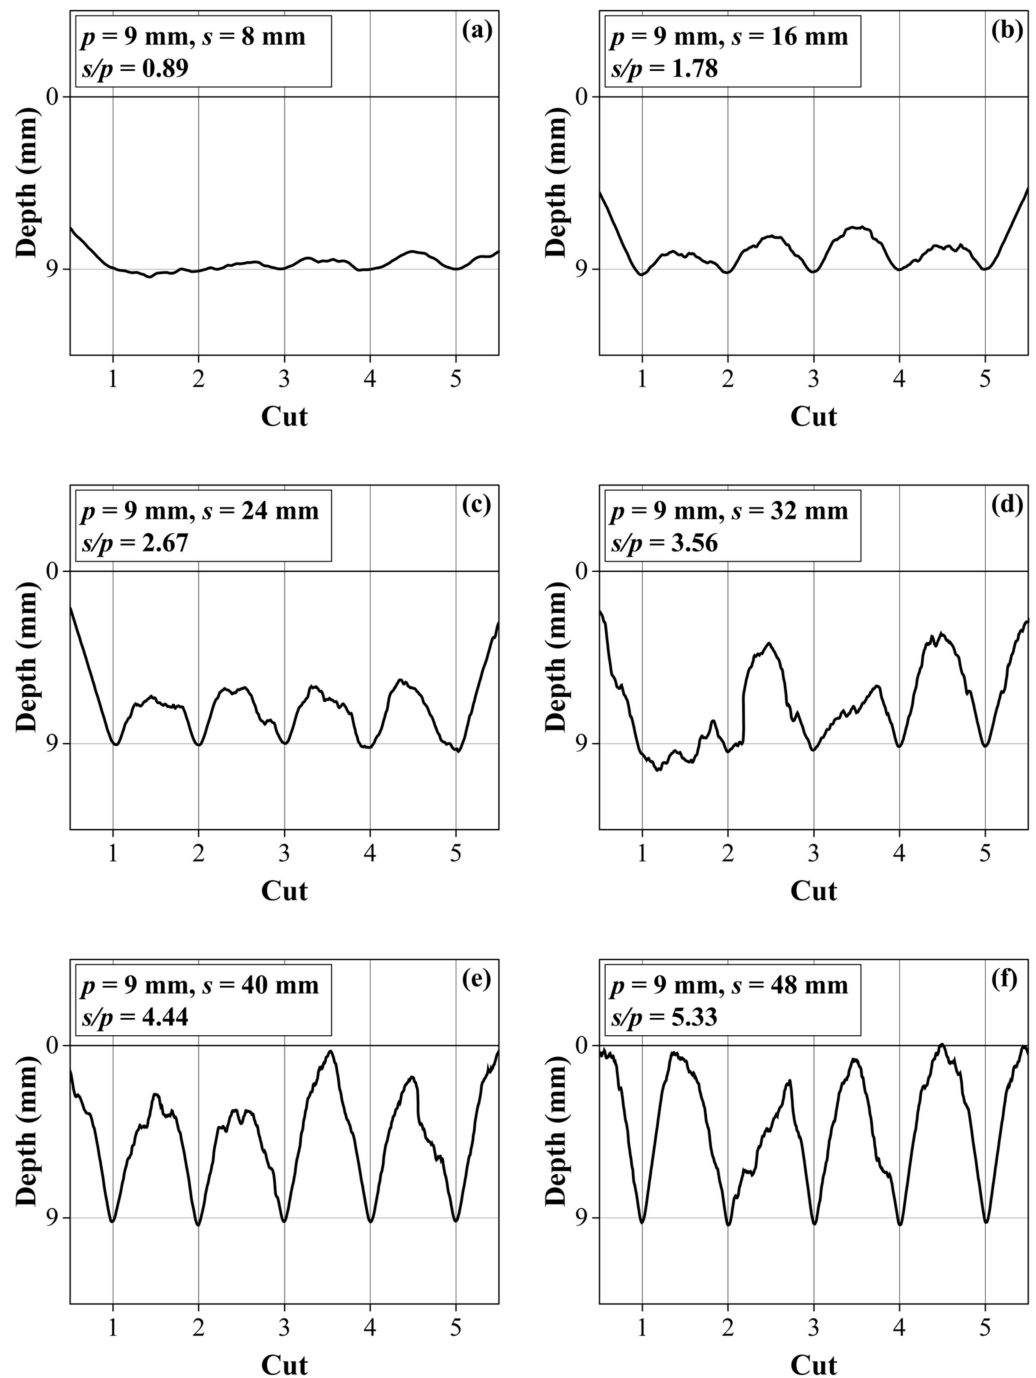 p = 9 mm, s = 8 mm
s/p = 0.89
(a)
0
9
Depth (mm)
1 2 3 4 5
Cut
p = 9 mm, s = 16 mm
s/p = 1.78
(b)
0
9
Depth (mm)
1 2 3 4 5
Cut
p = 9 mm, s = 24 mm
s/p = 2.67
(c)
0
9
Depth (mm)
1 2 3 4 5
Cut
p = 9 mm, s = 32 mm
s/p = 3.56
(d)
0
9
Depth (mm)
1 2 3 4 5
Cut
p = 9 mm, s = 40 mm
s/p = 4.44
(e)
0
9
Depth (mm)
1 2 3 4 5
Cut
p = 9 mm, s = 48 mm
s/p = 5.33
(f)
0
9
Depth (mm)
1 2 3 4 5
Cut